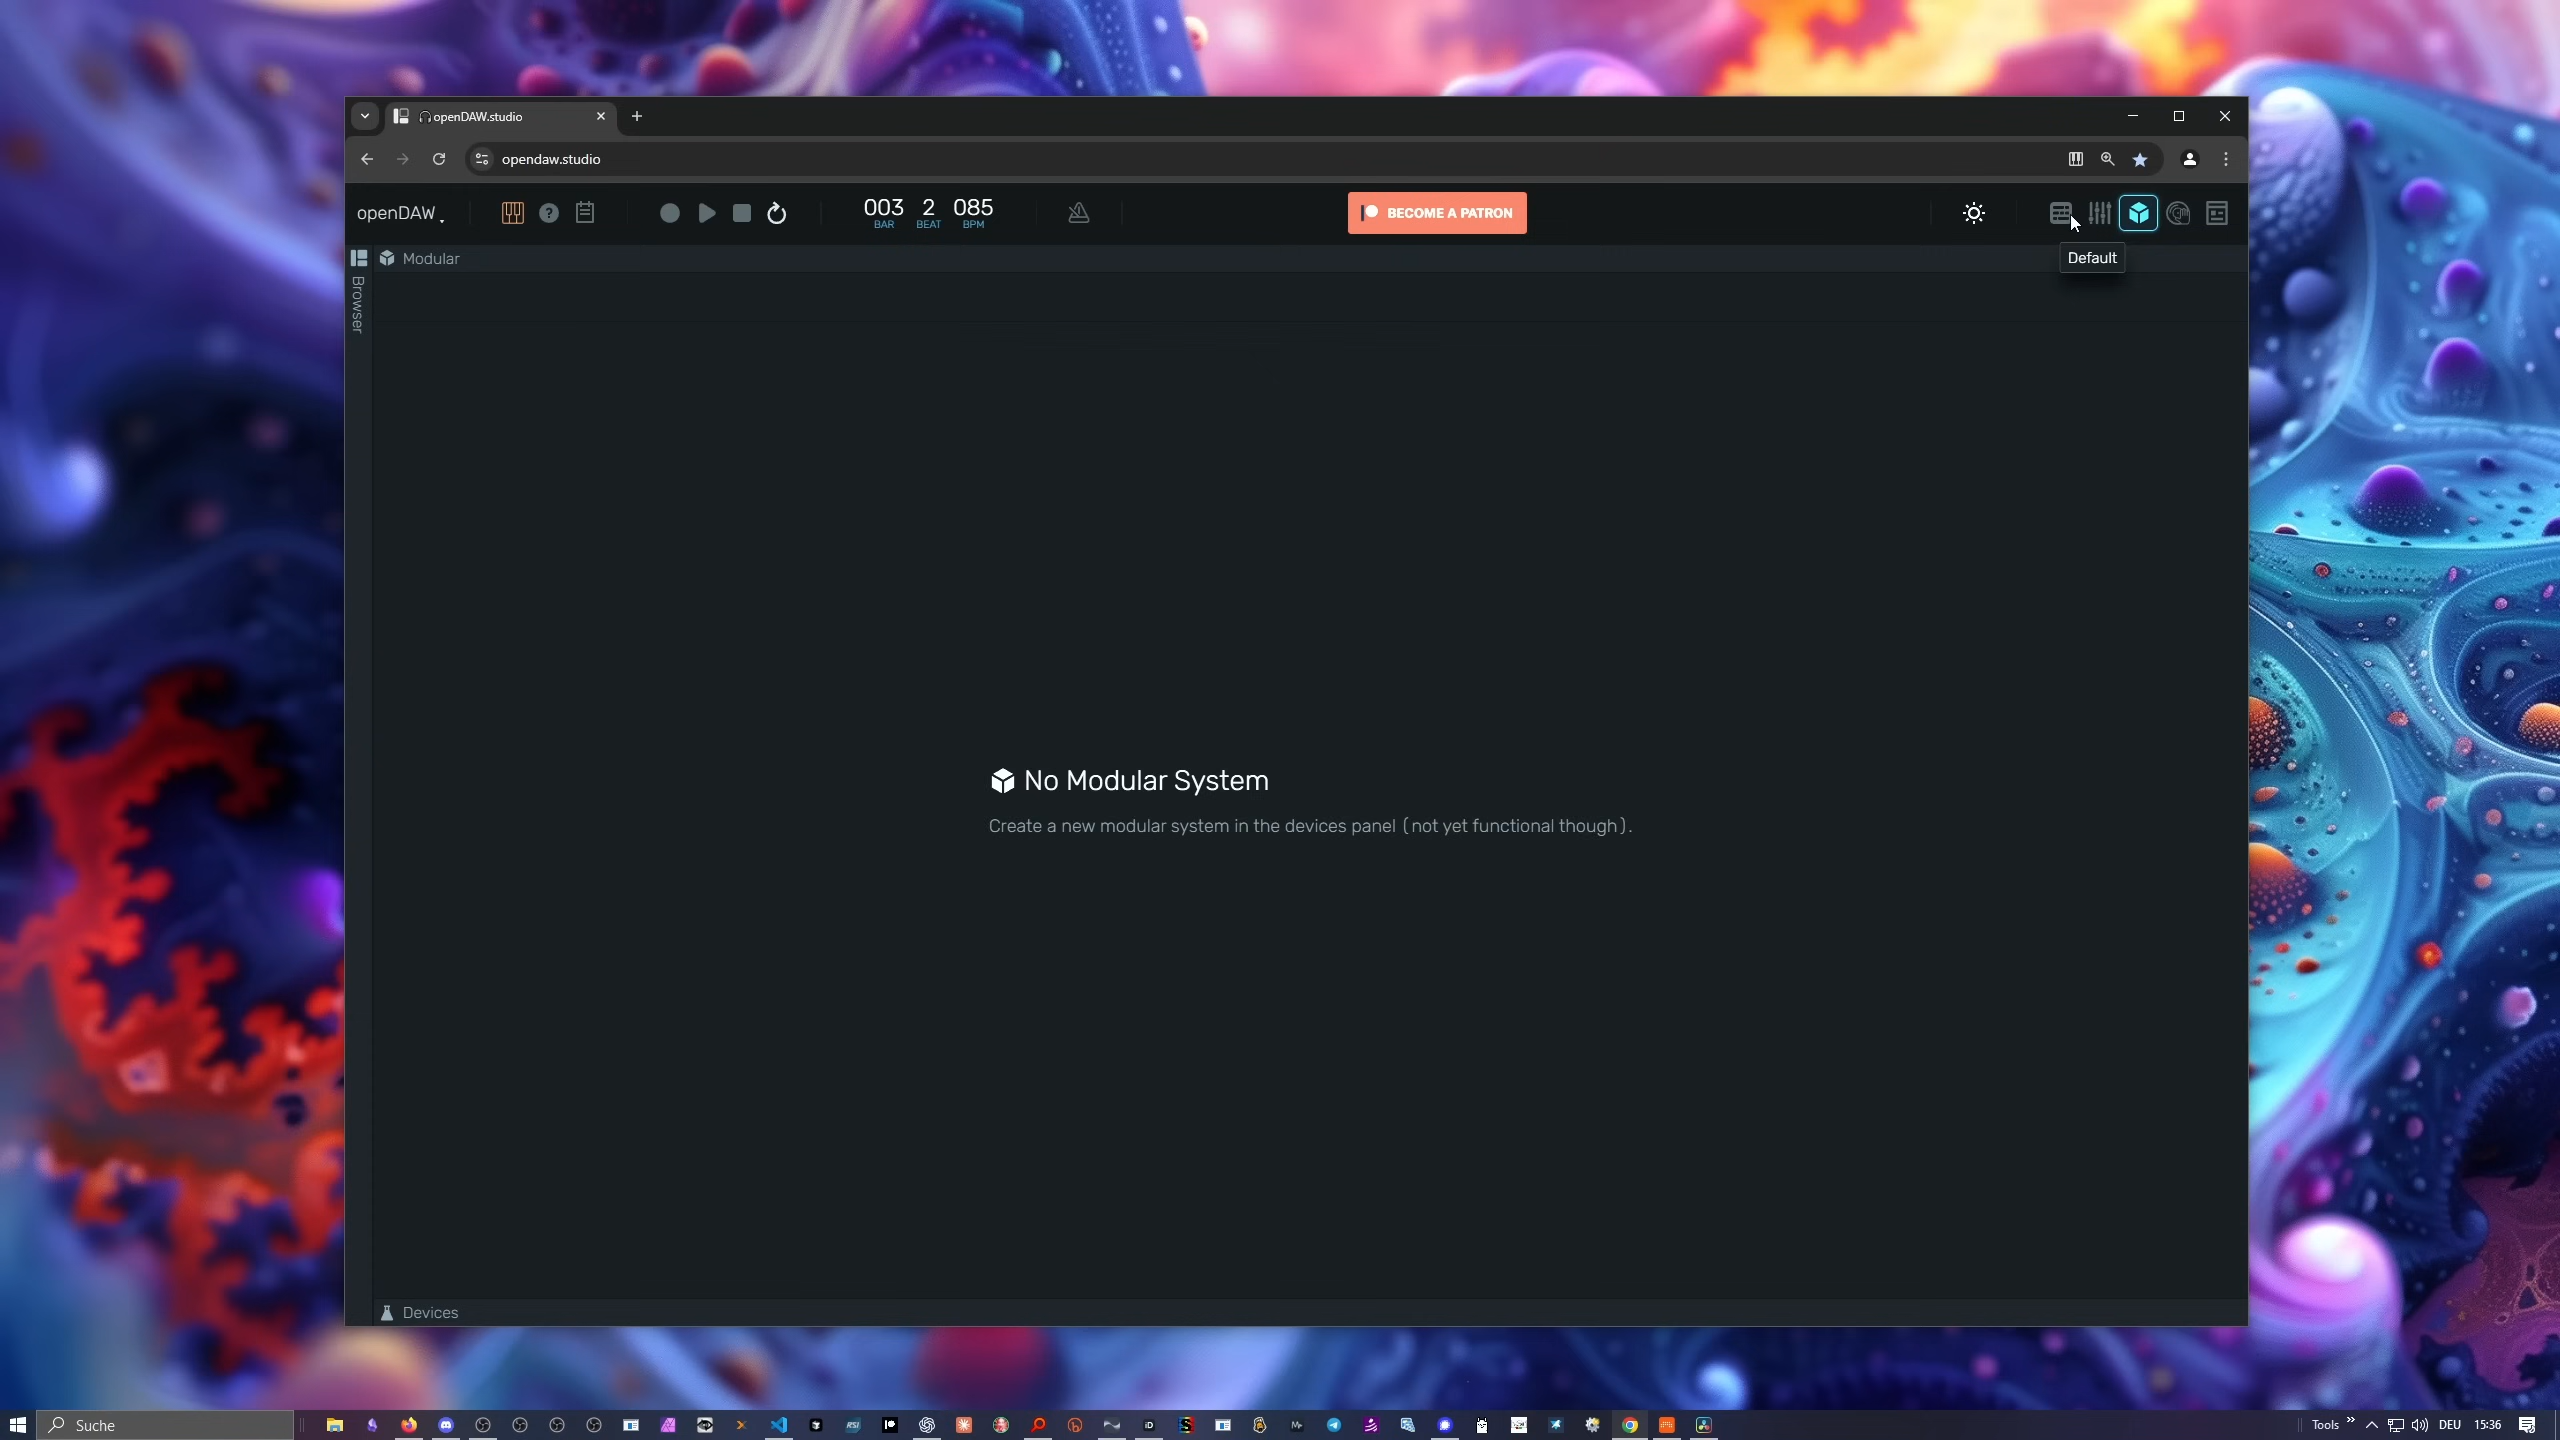 openDAW.studio
opendaw.studio
openDAW
003 2 085
BAR BEAT BPM
BECOME A PATRON
Default
Modular
Browser
No Modular System
Create a new modular system in the devices panel (not yet functional though).
Devices
Suche
Tools
DEU
15:36